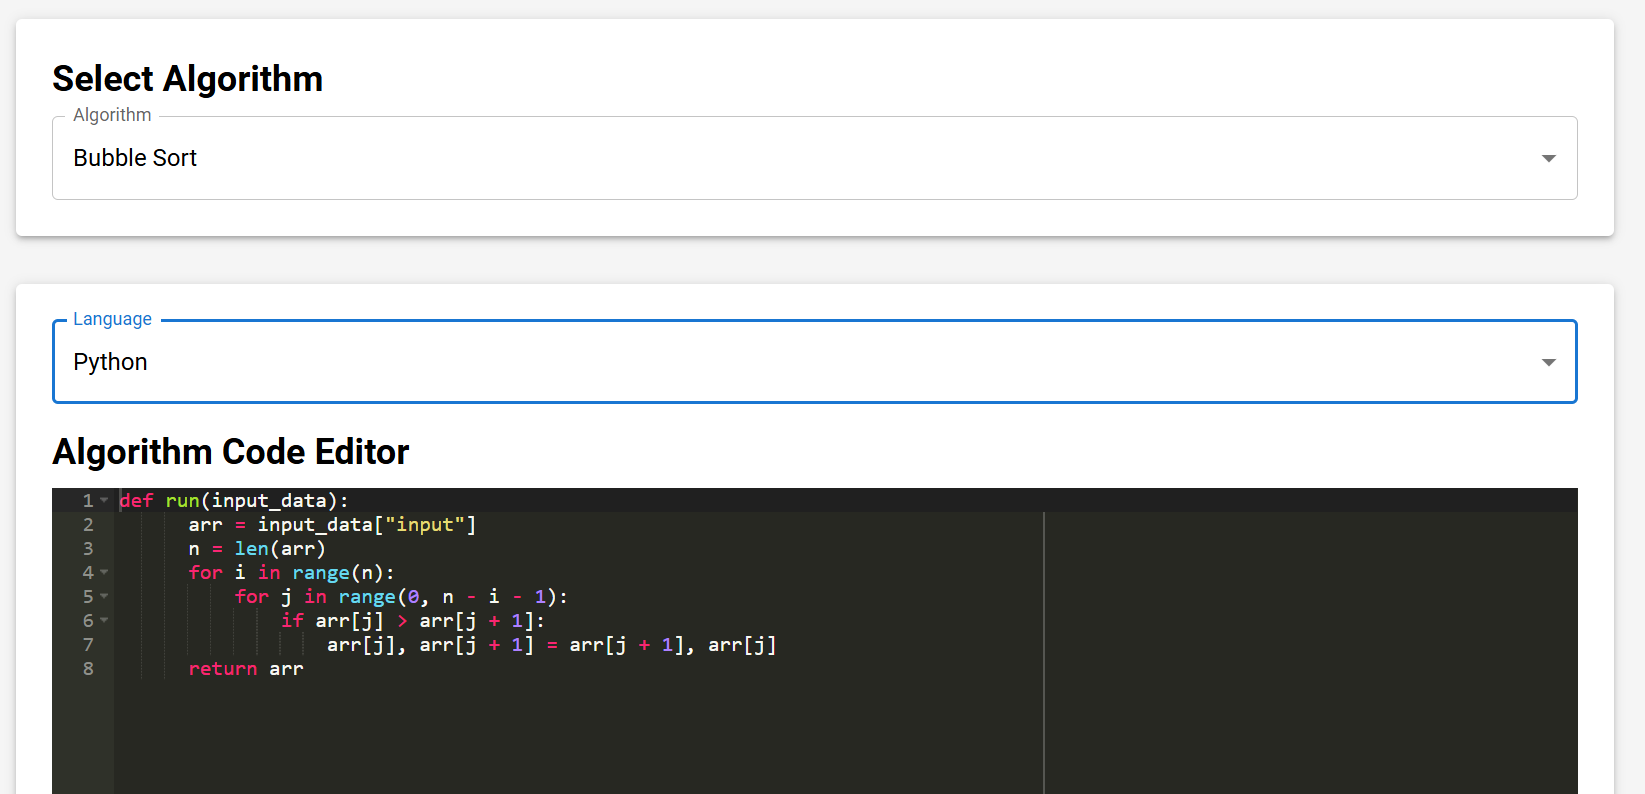 Select Algorithm
Algorithm
Bubble Sort
Language
Python
Algorithm Code Editor
1 def run(input_data):
2       arr = input_data["input"]
3       n = len(arr)
4       for i in range(n):
5           for j in range(0, n - i - 1):
6               if arr[j] > arr[j + 1]:
7                   arr[j], arr[j + 1] = arr[j + 1], arr[j]
8       return arr